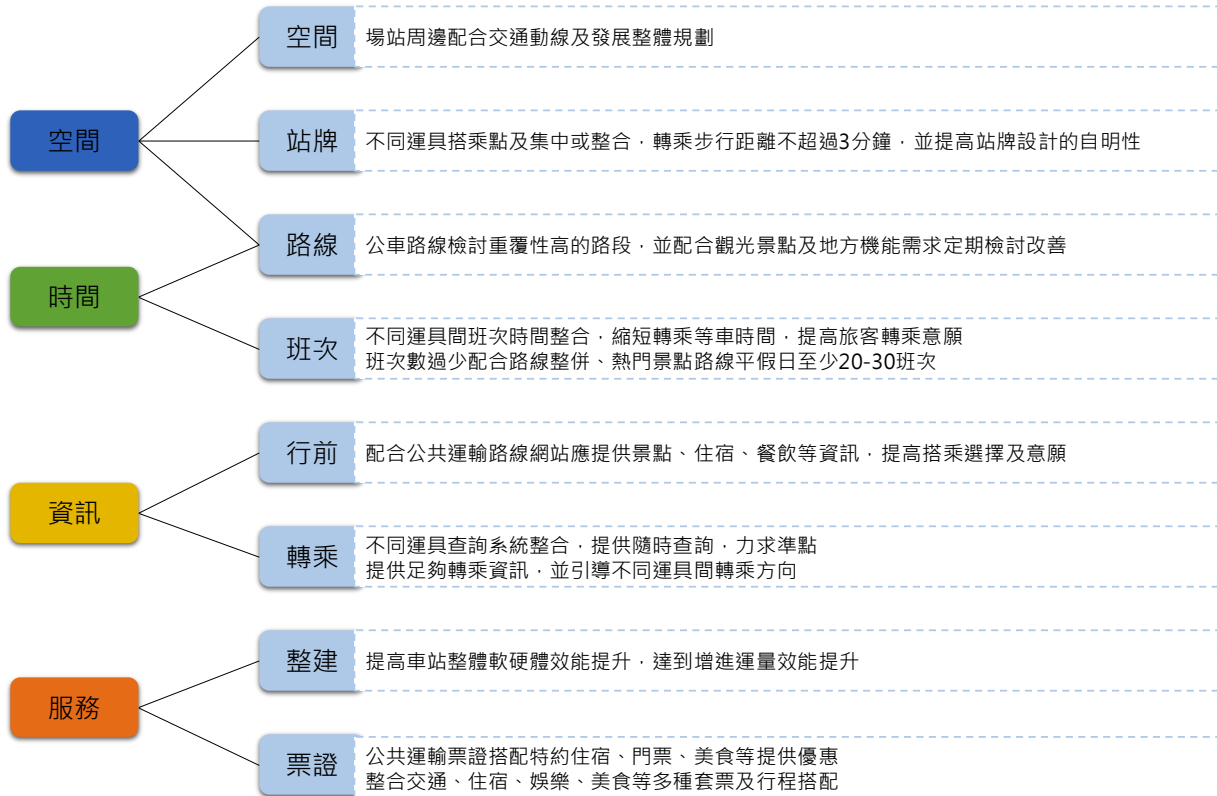 空間
空間
場站周邊配合交通動線及發展整體規劃
站牌
不同運具搭乘點及集中或整合，轉乘步行距離不超過3分鐘，並提高站牌設計的自明性
路線
公車路線檢討重覆性高的路段，並配合觀光景點及地方機能需求定期檢討改善
時間
班次
不同運具間班次時間整合，縮短轉乘等車時間，提高旅客轉乘意願
班次數過少配合路線整併、熱門景點路線平假日至少20-30班次
資訊
行前
配合公共運輸路線網站應提供景點、住宿、餐飲等資訊，提高搭乘選擇及意願
轉乘
不同運具查詢系統整合，提供隨時查詢，力求準點
提供足夠轉乘資訊，並引導不同運具間轉乘方向
服務
整建
提高車站整體軟硬體效能提升，達到增進運量效能提升
票證
公共運輸票證搭配特約住宿、門票、美食等提供優惠
整合交通、住宿、娛樂、美食等多種套票及行程搭配